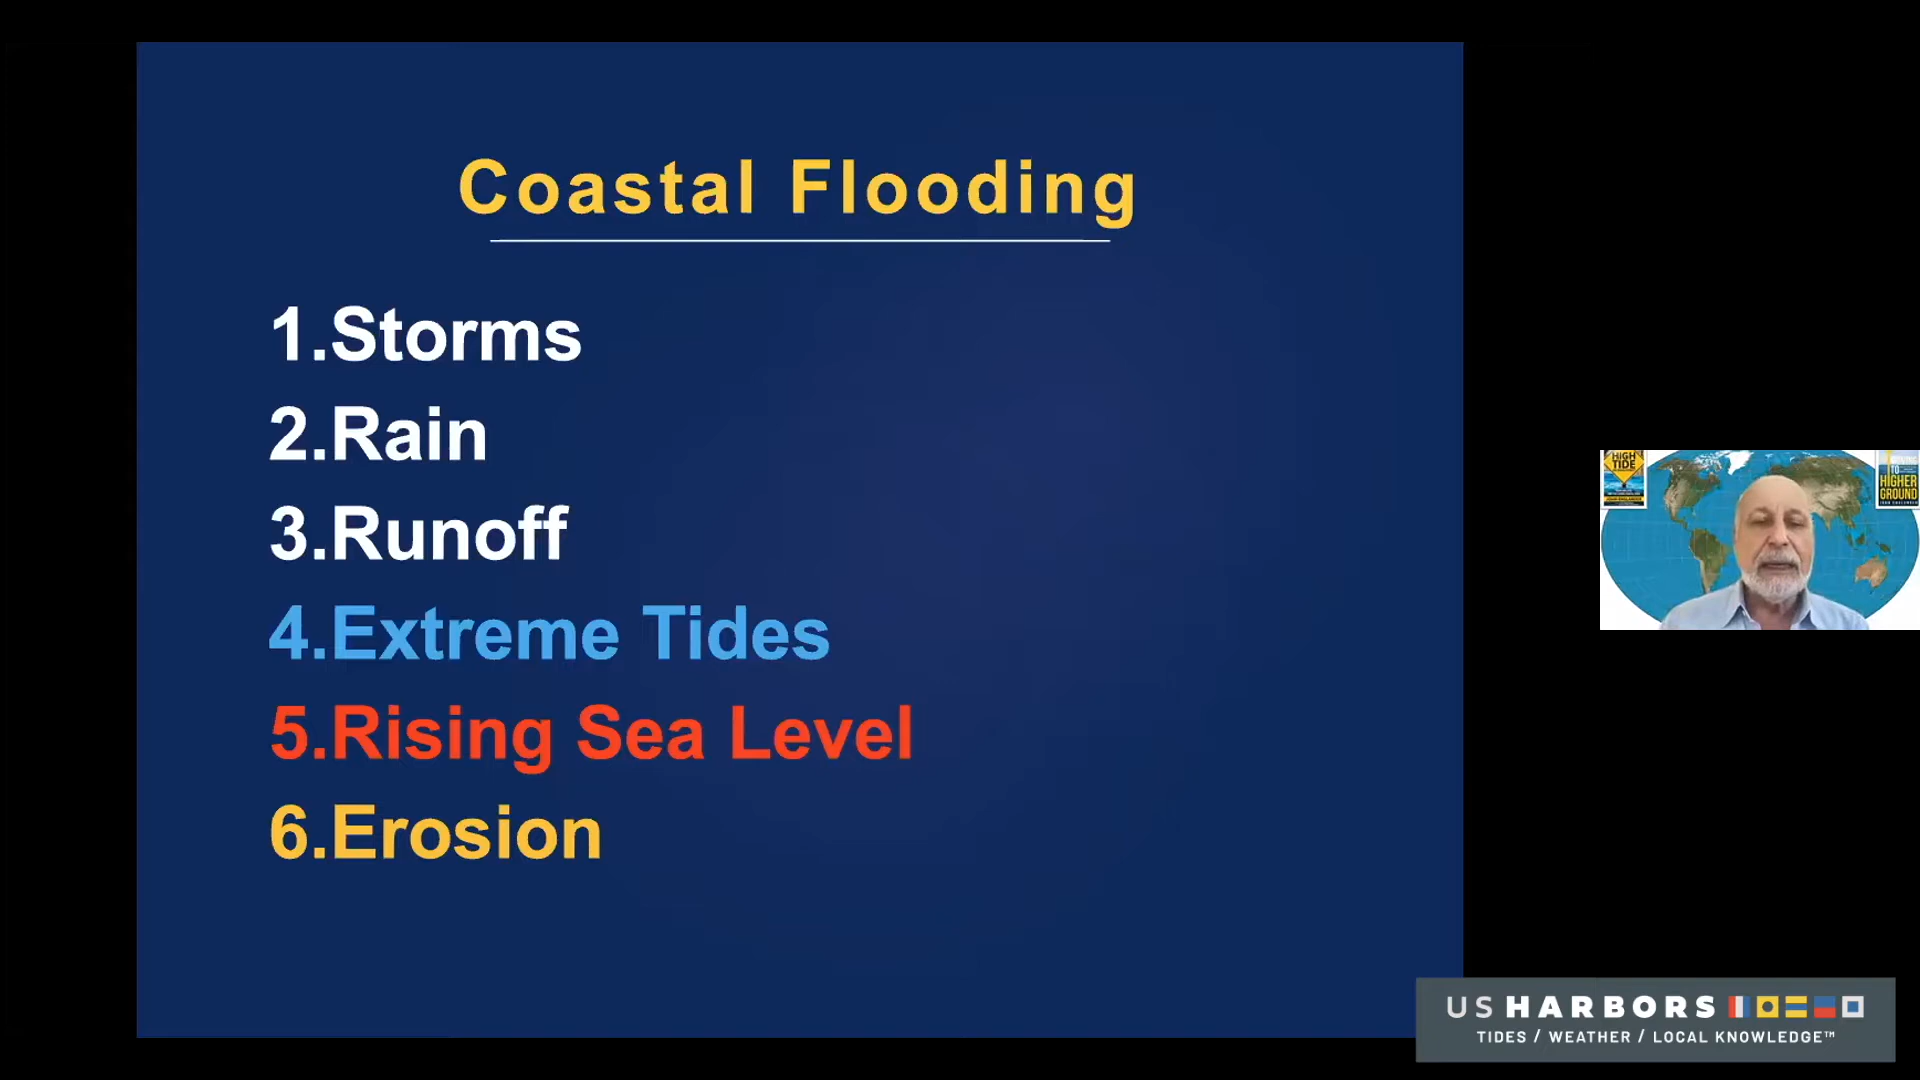 Coastal Flooding
1.Storms
2.Rain
3.Runoff
4.Extreme Tides
5.Rising Sea Level
6.Erosion
HIGH
TIDE
TO
HIGHER
GROUND
US HARBORS
TIDES / WEATHER / LOCAL KNOWLEDGE™